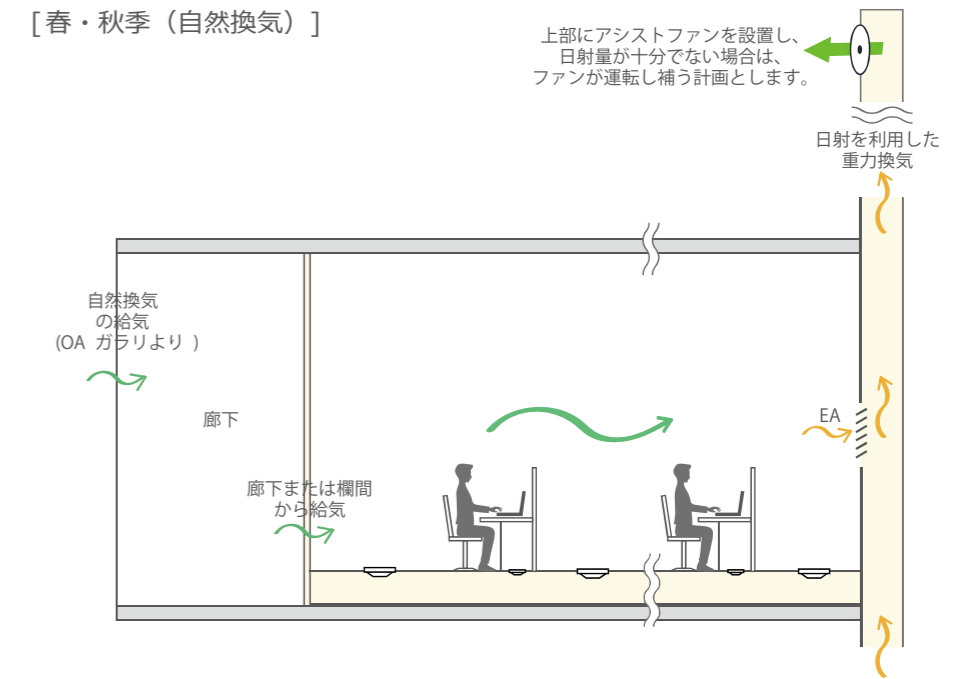 [ 春・秋季（自然換気）]
上部にアシストファンを設置し、
日射量が十分でない場合は、
ファンが運転し補う計画とします。
日射を利用した
重力換気
自然換気
の給気
(OA ガラリより )
廊下
EA
廊下または欄間
から給気